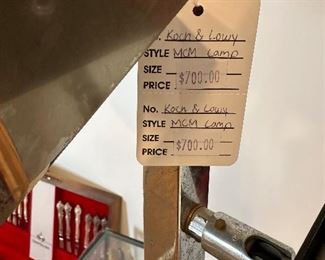 No. Koch & Lowy
STYLE MCM Lamp
SIZE
PRICE $700.00
No. Koch & Lowy
STYLE MCM Lamp
SIZE
PRICE $700.00